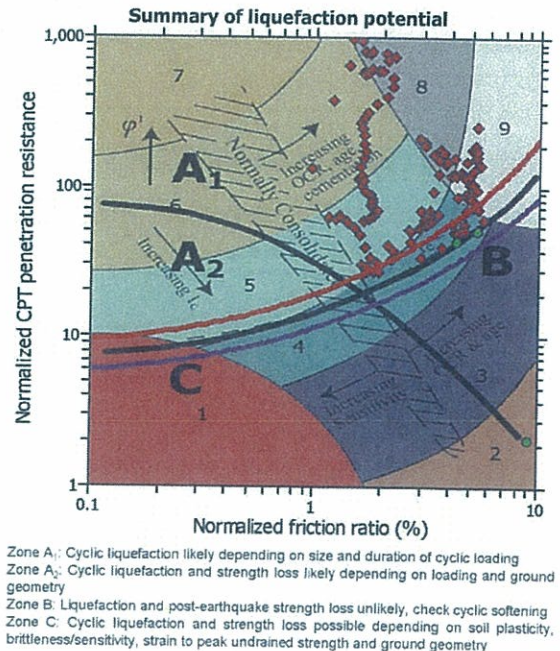 Summary of liquefaction potential
1,000
7
8
9
φ'
A1
Increasing
OCR, age
cementation
Normally Consolidated
100
6
Increasing Ic
A2
5
B
10
4
Increasing
OCR & age
3
C
1
Increasing
Sensitivity
2
1
0.1
1
10
Normalized CPT penetration resistance
Normalized friction ratio (%)
Zone A1: Cyclic liquefaction likely depending on size and duration of cyclic loading
Zone A2: Cyclic liquefaction and strength loss likely depending on loading and ground
geometry
Zone B: Liquefaction and post-earthquake strength loss unlikely, check cyclic softening
Zone C: Cyclic liquefaction and strength loss possible depending on soil plasticity,
brittleness/sensitivity, strain to peak undrained strength and ground geometry